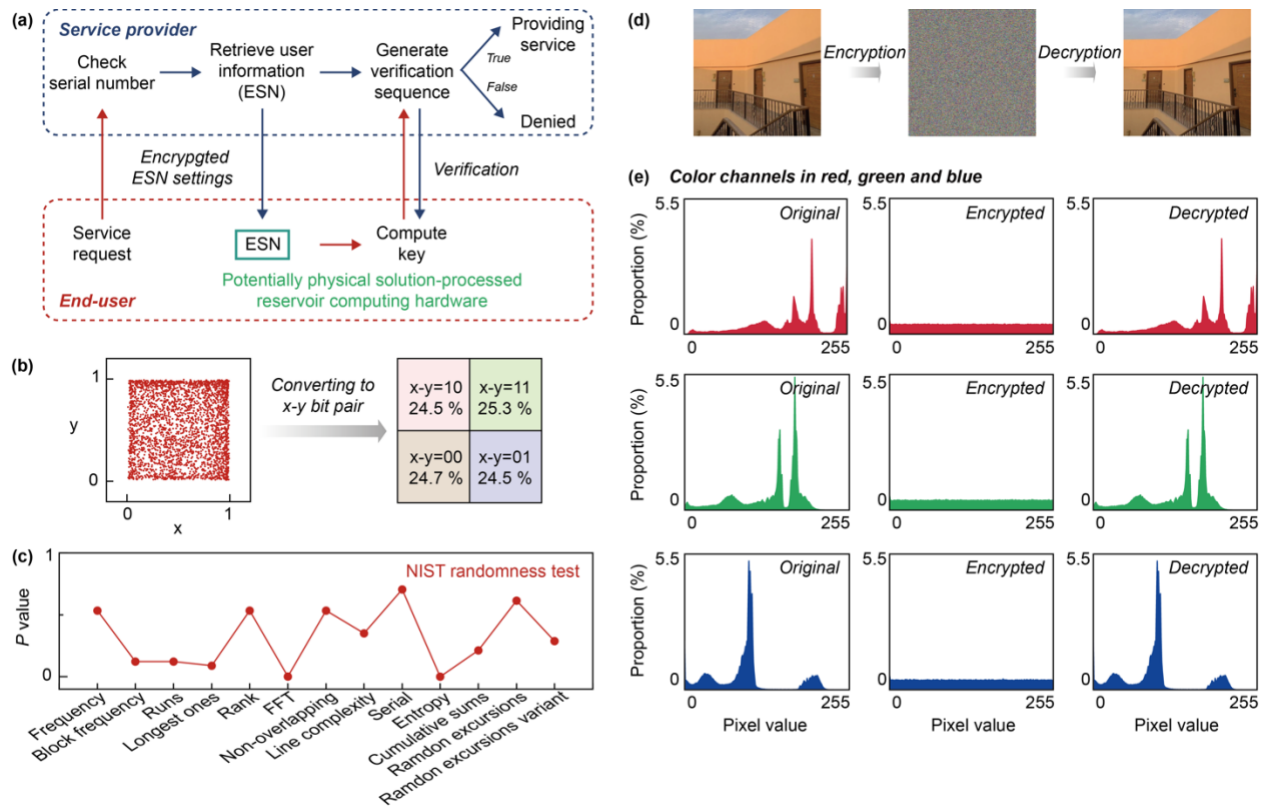 (a)
Service provider
Check
serial number
Retrieve user
information
(ESN)
Generate
verification
sequence
Providing
service
True
False
Denied
Encrypgted
ESN settings
Verification
Service
request
ESN
Compute
key
Potentially physical solution-processed
reservoir computing hardware
End-user
(b)
1
y
0
0
1
x
Converting to
x-y bit pair
x-y=10
24.5 %
x-y=11
25.3 %
x-y=00
24.7 %
x-y=01
24.5 %
(c)
1
P value
0
NIST randomness test
Frequency
Block frequency
Runs
Longest ones
Rank
FFT
Non-overlapping
Line complexity
Serial
Entropy
Cumulative sums
Ramdon excursions
Ramdon excursions variant
(d)
Encryption
Decryption
(e) Color channels in red, green and blue
5.5
Proportion (%)
0
Original
0
255
5.5
0
Encrypted
0
255
5.5
Proportion (%)
0
Decrypted
0
255
5.5
Proportion (%)
0
Original
0
255
5.5
0
Encrypted
0
255
5.5
Proportion (%)
0
Decrypted
0
255
5.5
Proportion (%)
0
Original
0
255
Pixel value
5.5
0
Encrypted
0
255
Pixel value
5.5
Proportion (%)
0
Decrypted
0
255
Pixel value